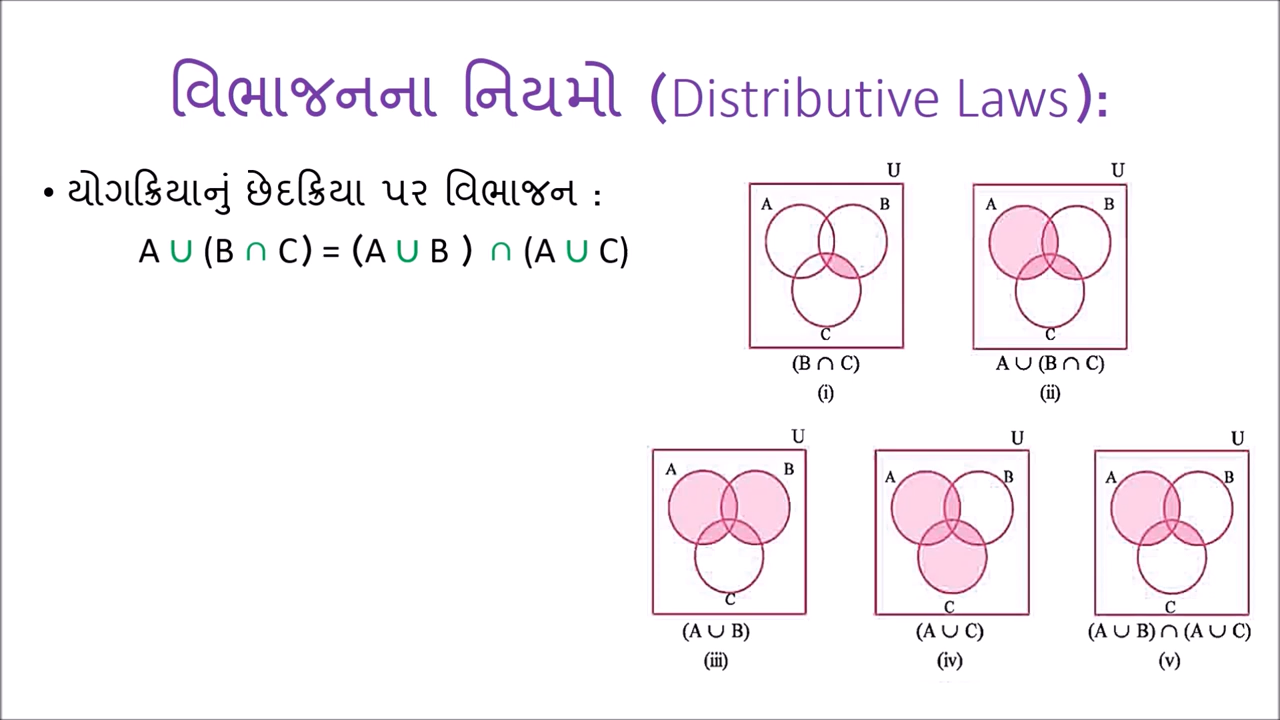 વિભાજનના નિયમો (Distributive Laws):
• યોગક્રિયાનું છેદક્રિયા પર વિભાજન :
A ∪ (B ∩ C) = (A ∪ B ) ∩ (A ∪ C)
U
A B
C
(B ∩ C)
(i)
U
A B
C
A ∪ (B ∩ C)
(ii)
U
A B
C
(A ∪ B)
(iii)
U
A B
C
(A ∪ C)
(iv)
U
A B
C
(A ∪ B) ∩ (A ∪ C)
(v)